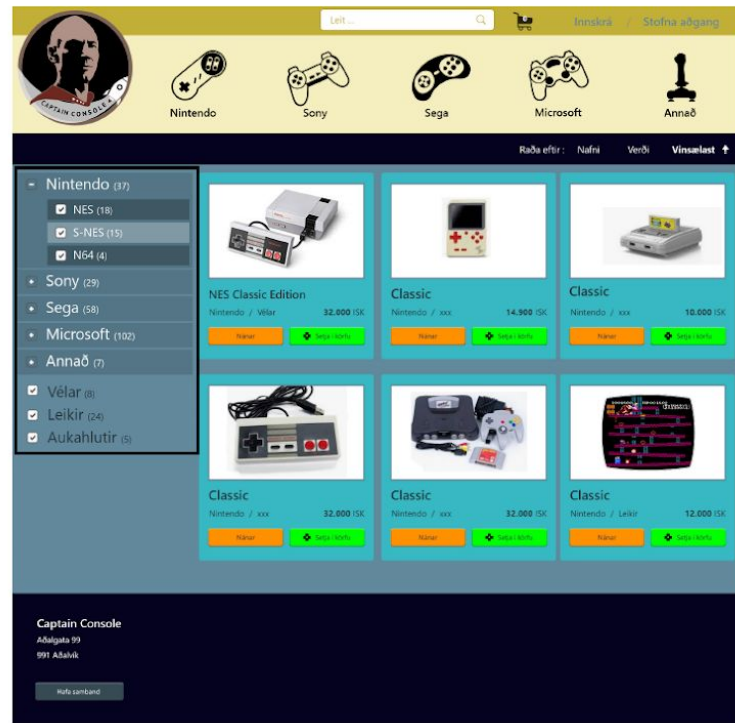 Leit ...
0
Innskrá / Stofna aðgang
CAPTAIN CONSOLE
Nintendo
Sony
Sega
Microsoft
Annað
Raða eftir : Nafni Verði Vinsælast
Nintendo (37)
NES (18)
S-NES (15)
N64 (4)
Sony (29)
Sega (58)
Microsoft (102)
Annað (7)
Vélar (8)
Leikir (24)
Aukahlutir (5)
NES Classic Edition
Nintendo / Vélar 32.000 ISK
Nánar Setja í körfu
Classic
Nintendo / xxx 14.900 ISK
Nánar Setja í körfu
Classic
Nintendo / xxx 10.000 ISK
Nánar Setja í körfu
Classic
Nintendo / xxx 32.000 ISK
Nánar Setja í körfu
Classic
Nintendo / xxx 32.000 ISK
Nánar Setja í körfu
Classic
Nintendo / Leikir 12.000 ISK
Nánar Setja í körfu
Captain Console
Aðalgata 99
991 Aðalvík
Hafa samband